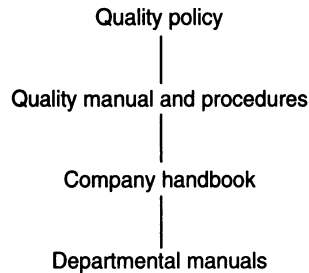 Quality policy
Quality manual and procedures
Company handbook
Departmental manuals